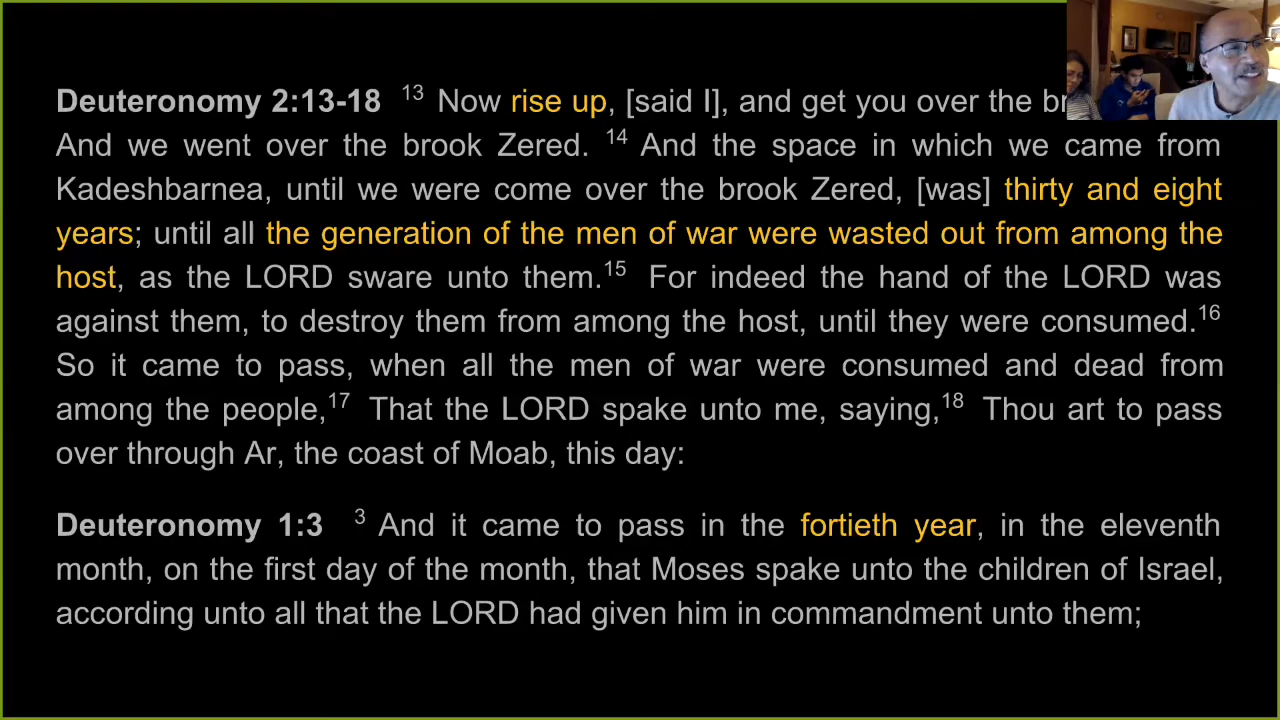 Deuteronomy 2:13-18 13 Now rise up, [said I], and get you over the
And we went over the brook Zered. 14 And the space in which we came from
Kadeshbarnea, until we were come over the brook Zered, [was] thirty and eight
years; until all the generation of the men of war were wasted out from among the
host, as the LORD sware unto them.15 For indeed the hand of the LORD was
against them, to destroy them from among the host, until they were consumed.16
So it came to pass, when all the men of war were consumed and dead from
among the people,17 That the LORD spake unto me, saying,18 Thou art to pass
over through Ar, the coast of Moab, this day:
Deuteronomy 1:3 3 And it came to pass in the fortieth year, in the eleventh
month, on the first day of the month, that Moses spake unto the children of Israel,
according unto all that the LORD had given him in commandment unto them;